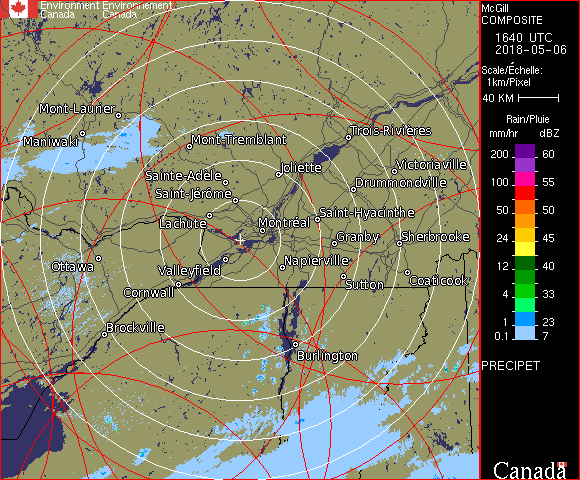 Environment Environnement
Canada Canada
McGill
COMPOSITE
1640 UTC
2018-05-06
Scale/Échelle:
1km/Pixel
40 KM
Rain/Pluie
mm/hr dBZ
200 60
100 55
50 50
24 45
12 40
4 30
1 23
0.1 7
PRECIPET
Canada
Mont-Laurier
Maniwaki
Mont-Tremblant
Trois-Rivières
Joliette
Victoriaville
Sainte-Adèle
Drummondville
Saint-Jérôme
Lachute
Montréal
Saint-Hyacinthe
Granby
Sherbrooke
Ottawa
Valleyfield
Napierville
Cornwall
Sutton
Coaticook
Brockville
Burlington